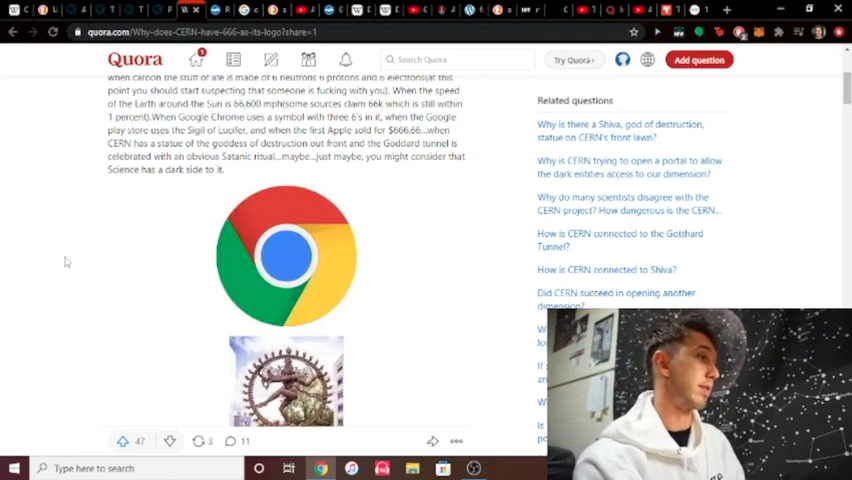 quora.com/Why-does-CERN-have-666-as-its-logo?share=1
Quora
1
Search Quora
Try Quora+
Add question
when carbon the stuff of life is made of 6 neutrons 6 protons and 6 electrons(at this
point you should start suspecting that someone is fucking with you). When the speed
of the Earth around the Sun is 66,600 mph(some sources claim 66k which is still within
1 percent).When Google Chrome uses a symbol with three 6's in it, when the Google
play store uses the Sigil of Lucifer, and when the first Apple sold for $666.66...when
CERN has a statue of the goddess of destruction out front and the Goddard tunnel is
celebrated with an obvious Satanic ritual...maybe...just maybe, you might consider that
Science has a dark side to it.
47
3
11
Related questions
Why is there a Shiva, god of destruction,
statue on CERN's front lawn?
Why is CERN trying to open a portal to allow
the dark entities access to our dimension?
Why do many scientists disagree with the
CERN project? How dangerous is the CERN...
How is CERN connected to the Gotthard
Tunnel?
How is CERN connected to Shiva?
Did CERN succeed in opening another
dimension?
Type here to search